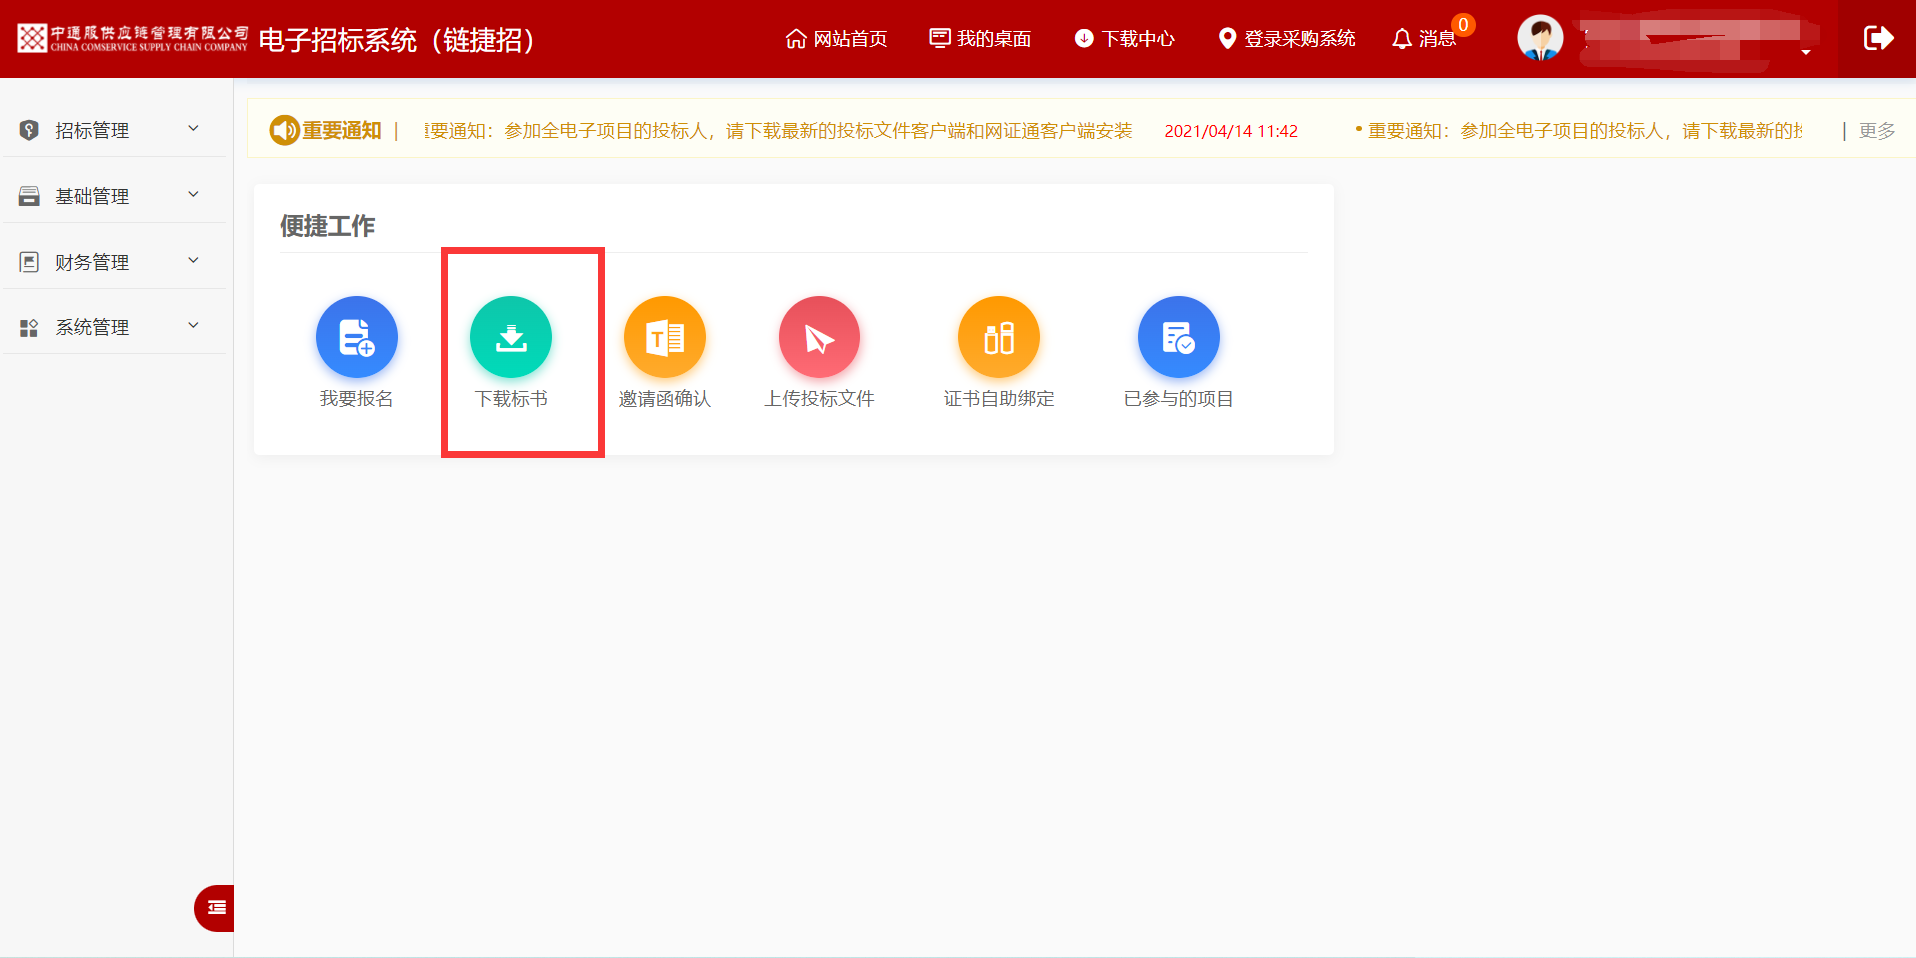 中通服供应链管理有限公司
CHINA COMSERVICE SUPPLY CHAIN COMPANY
电子招标系统（链捷招）
网站首页
我的桌面
下载中心
登录采购系统
消息
0
招标管理
基础管理
财务管理
系统管理
重要通知 | 重要通知：参加全电子项目的投标人，请下载最新的投标文件客户端和网证通客户端安装 2021/04/14 11:42 • 重要通知：参加全电子项目的投标人，请下载最新的投 | 更多
便捷工作
我要报名
下载标书
T
邀请函确认
上传投标文件
证书自助绑定
已参与的项目